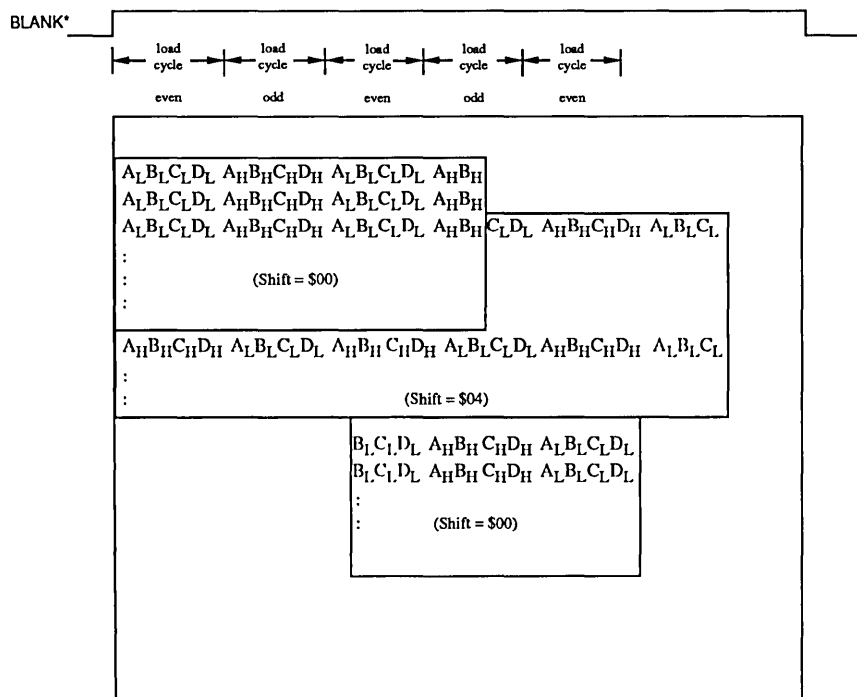 BLANK*
load load load load load
cycle cycle cycle cycle cycle
even odd even odd even
A_LB_LC_LD_L A_HB_HC_HD_H A_LB_LC_LD_L A_HB_H
A_LB_LC_LD_L A_HB_HC_HD_H A_LB_LC_LD_L A_HB_H
A_LB_LC_LD_L A_HB_HC_HD_H A_LB_LC_LD_L A_HB_H C_LD_L A_HB_HC_HD_H A_LB_LC_L
:
: (Shift = $00)
:
A_HB_HC_HD_H A_LB_LC_LD_L A_HB_H C_HD_H A_LB_LC_LD_L A_HB_HC_HD_H A_LB_LC_L
:
: (Shift = $04)
B_LC_LD_L A_HB_H C_HD_H A_LB_LC_LD_L
B_LC_LD_L A_HB_H C_HD_H A_LB_LC_LD_L
:
: (Shift = $00)